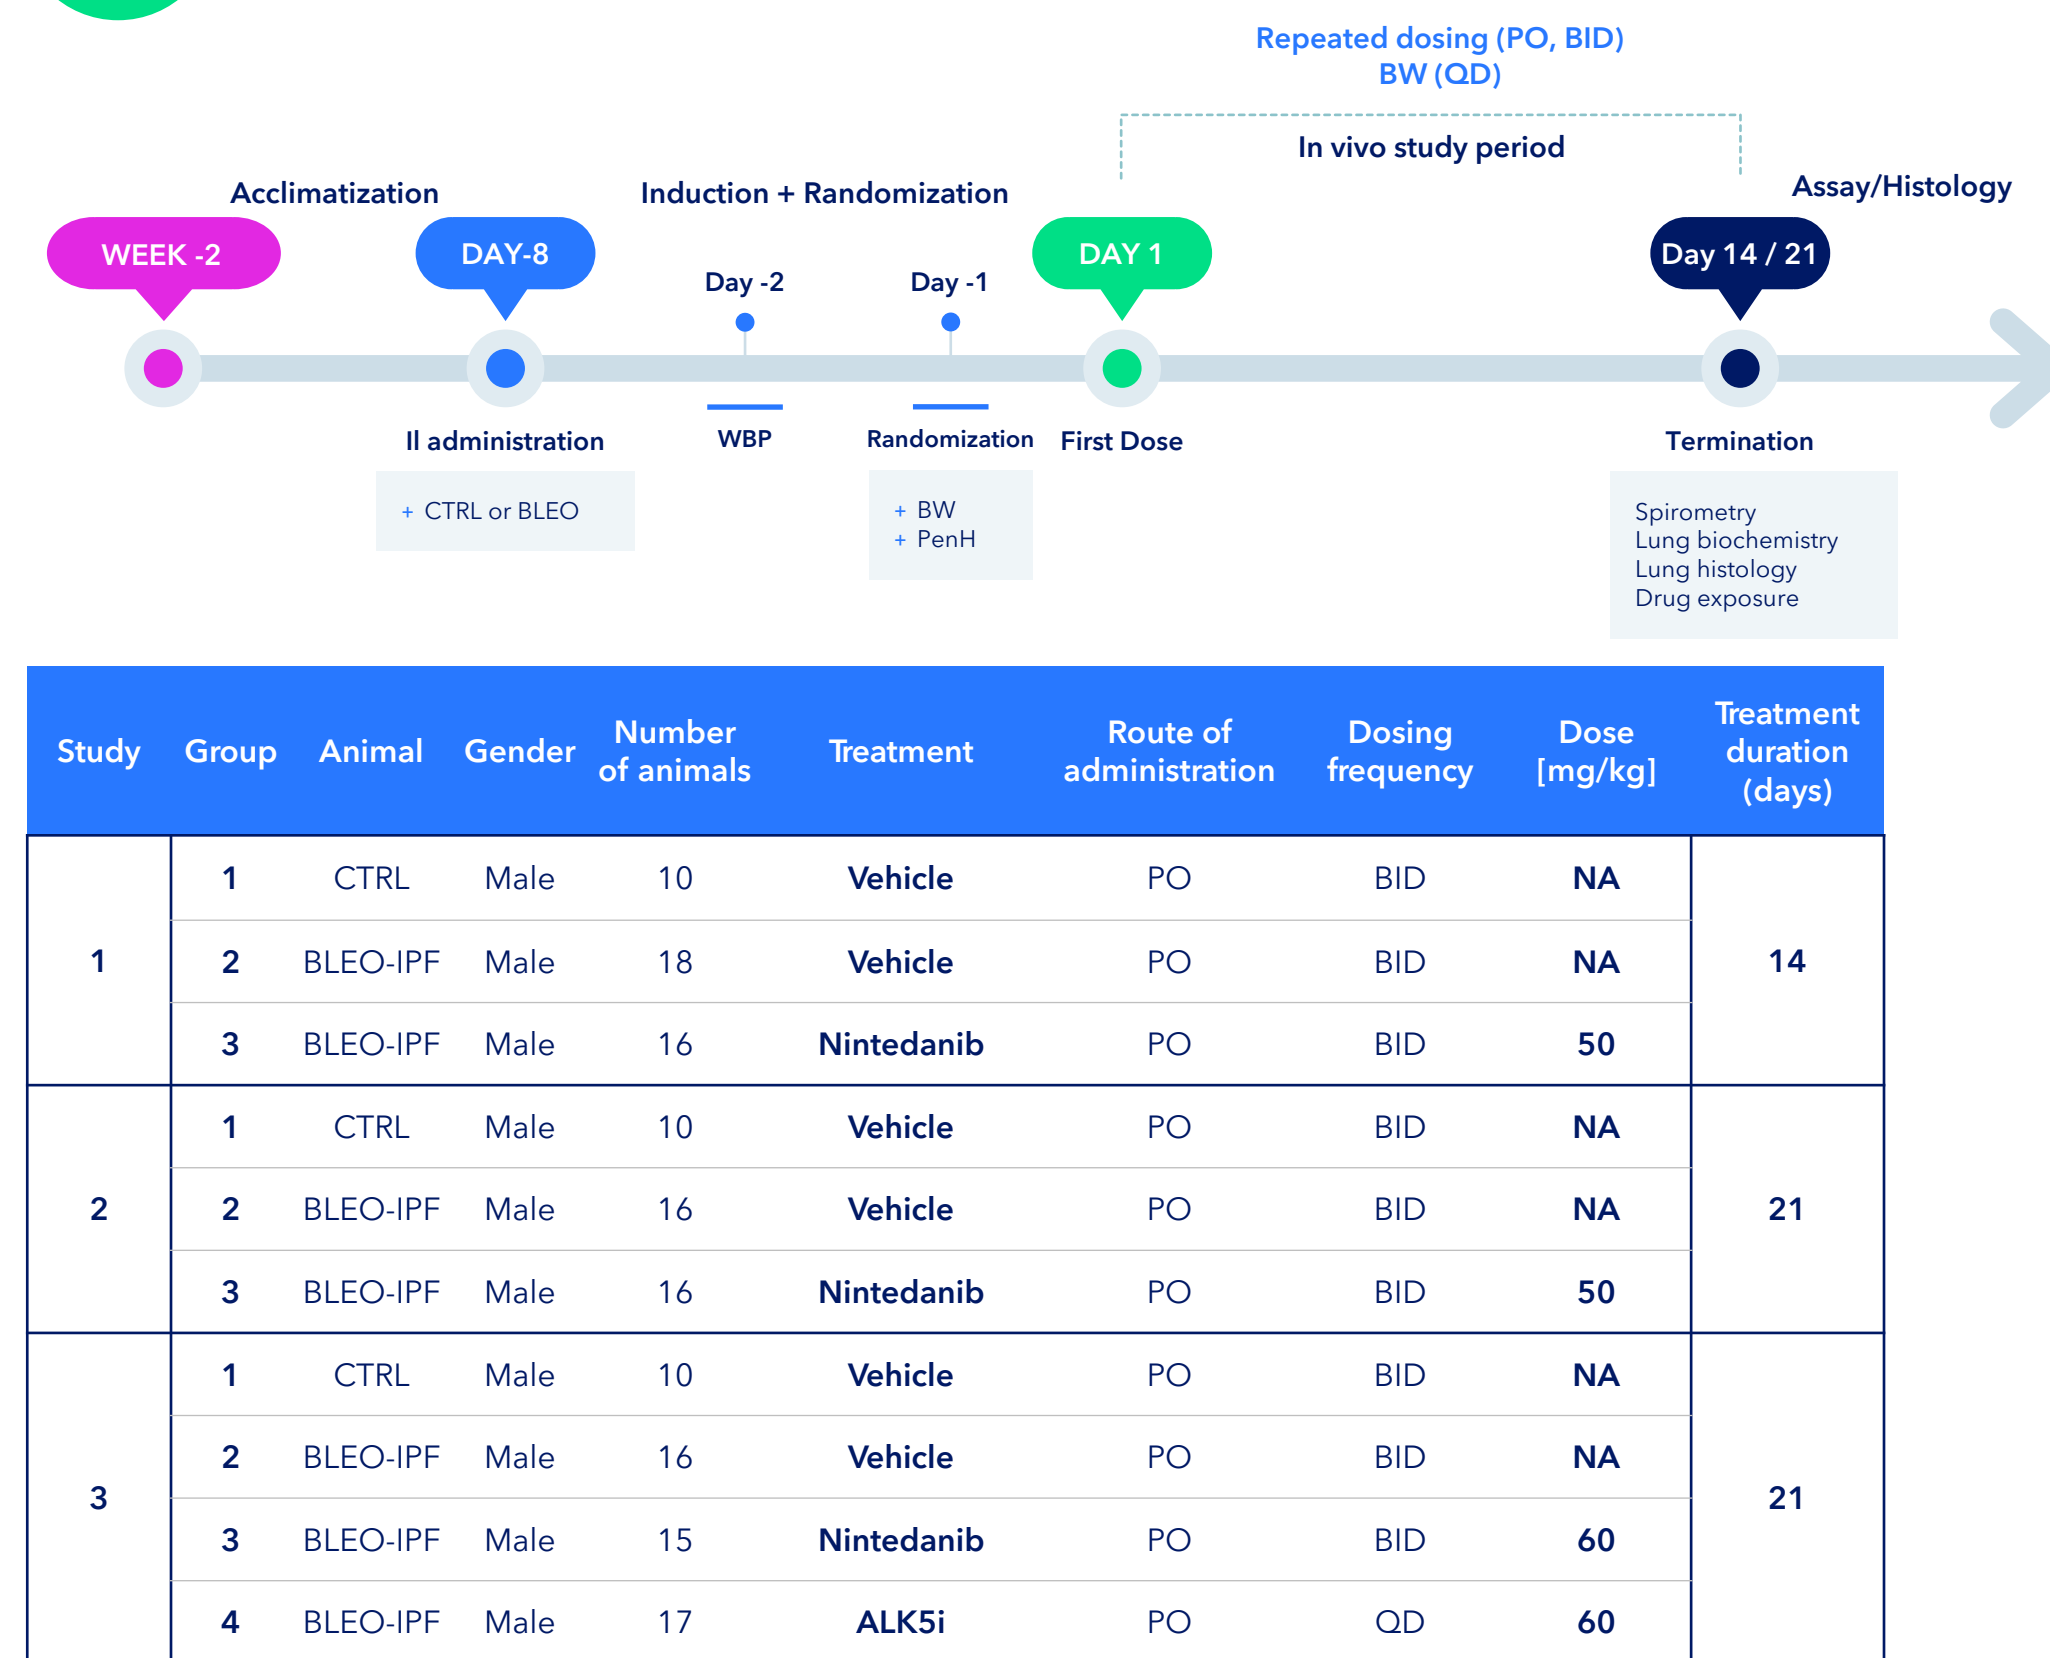 Repeated dosing (PO, BID)
BW (QD)
In vivo study period
Acclimatization
Induction + Randomization
Assay/Histology
WEEK -2
DAY-8
Day -2
Day -1
DAY 1
Day 14 / 21
Il administration
WBP
Randomization
First Dose
Termination
+ CTRL or BLEO
+ BW
+ PenH
Spirometry
Lung biochemistry
Lung histology
Drug exposure
Study Group Animal Gender Number of animals Treatment Route of administration Dosing frequency Dose [mg/kg] Treatment duration (days)
1 1 CTRL Male 10 Vehicle PO BID NA 14
2 BLEO-IPF Male 18 Vehicle PO BID NA
3 BLEO-IPF Male 16 Nintedanib PO BID 50
2 1 CTRL Male 10 Vehicle PO BID NA 21
2 BLEO-IPF Male 16 Vehicle PO BID NA
3 BLEO-IPF Male 16 Nintedanib PO BID 50
3 1 CTRL Male 10 Vehicle PO BID NA 21
2 BLEO-IPF Male 16 Vehicle PO BID NA
3 BLEO-IPF Male 15 Nintedanib PO BID 60
4 BLEO-IPF Male 17 ALK5i PO QD 60